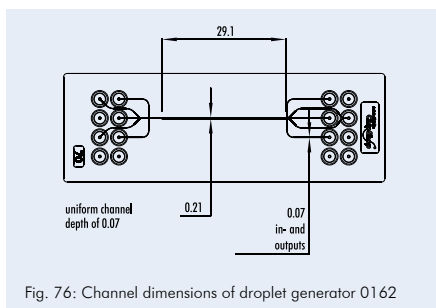 29.1
uniform channel
depth of 0.07
0.21
0.07
in- and
outputs
Fig. 76: Channel dimensions of droplet generator 0162